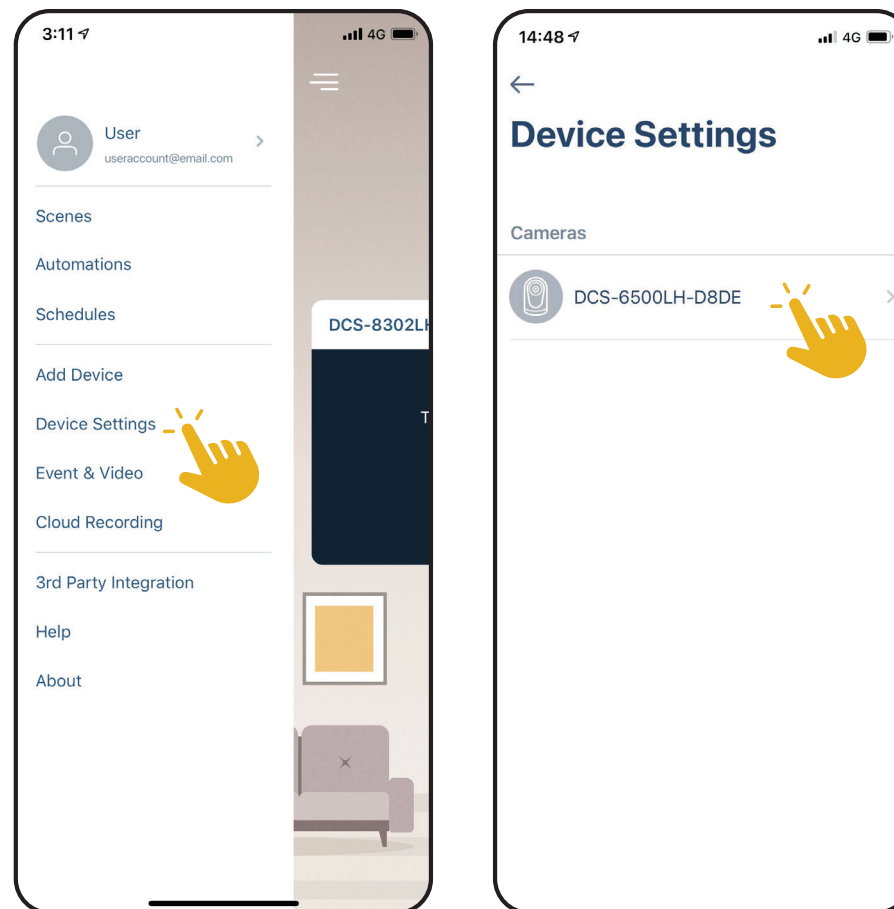 3:11
4G
User
useraccount@email.com
Scenes
Automations
Schedules
Add Device
Device Settings
Event & Video
Cloud Recording
3rd Party Integration
Help
About
DCS-8302LH
T
14:48
4G
Device Settings
Cameras
DCS-6500LH-D8DE